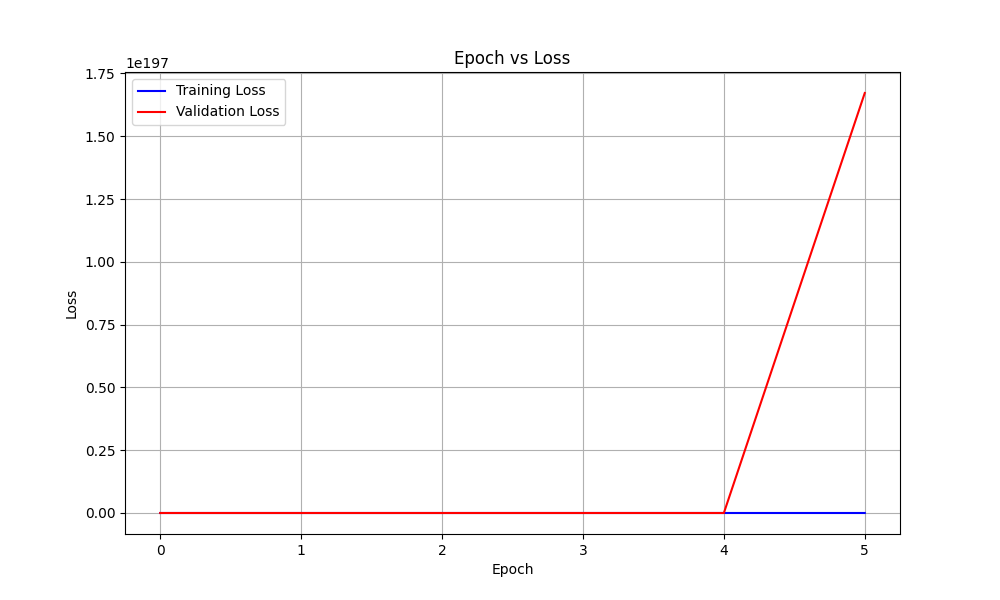 Epoch vs Loss
1e197
Training Loss
Validation Loss
1.75
1.50
1.25
1.00
0.75
0.50
0.25
0.00
Loss
0 1 2 3 4 5
Epoch